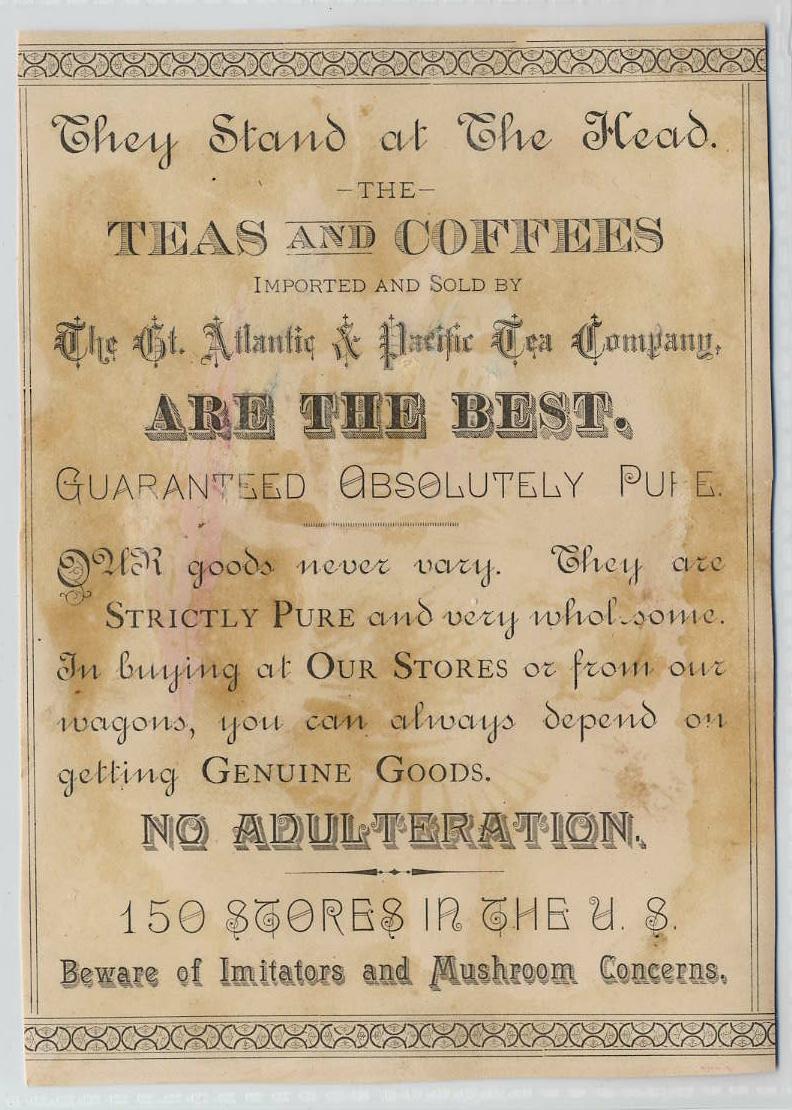 They Stand at The Head.
-THE-
TEAS AND COFFEES
IMPORTED AND SOLD BY
The Gt. Atlantic & Pacific Tea Company,
ARE THE BEST.
GUARANTEED ABSOLUTELY PURE.
OUR goods never vary. They are
STRICTLY PURE and very wholesome.
In buying at OUR STORES or from our
wagons, you can always depend on
getting GENUINE GOODS.
NO ADULTERATION.
150 STORES IN THE U. S.
Beware of Imitators and Mushroom Concerns.